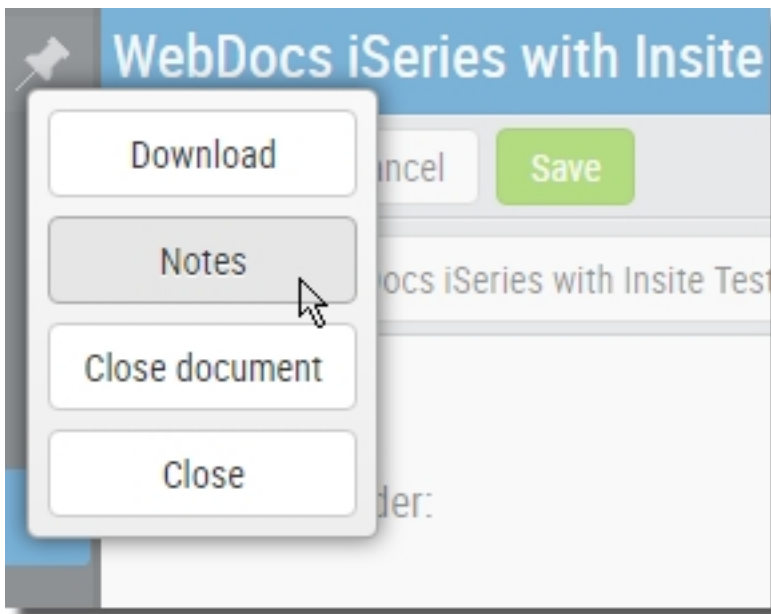 WebDocs iSeries with Insite
Download
ncel
Save
Notes
ocs iSeries with Insite Test
Close document
Close
der: